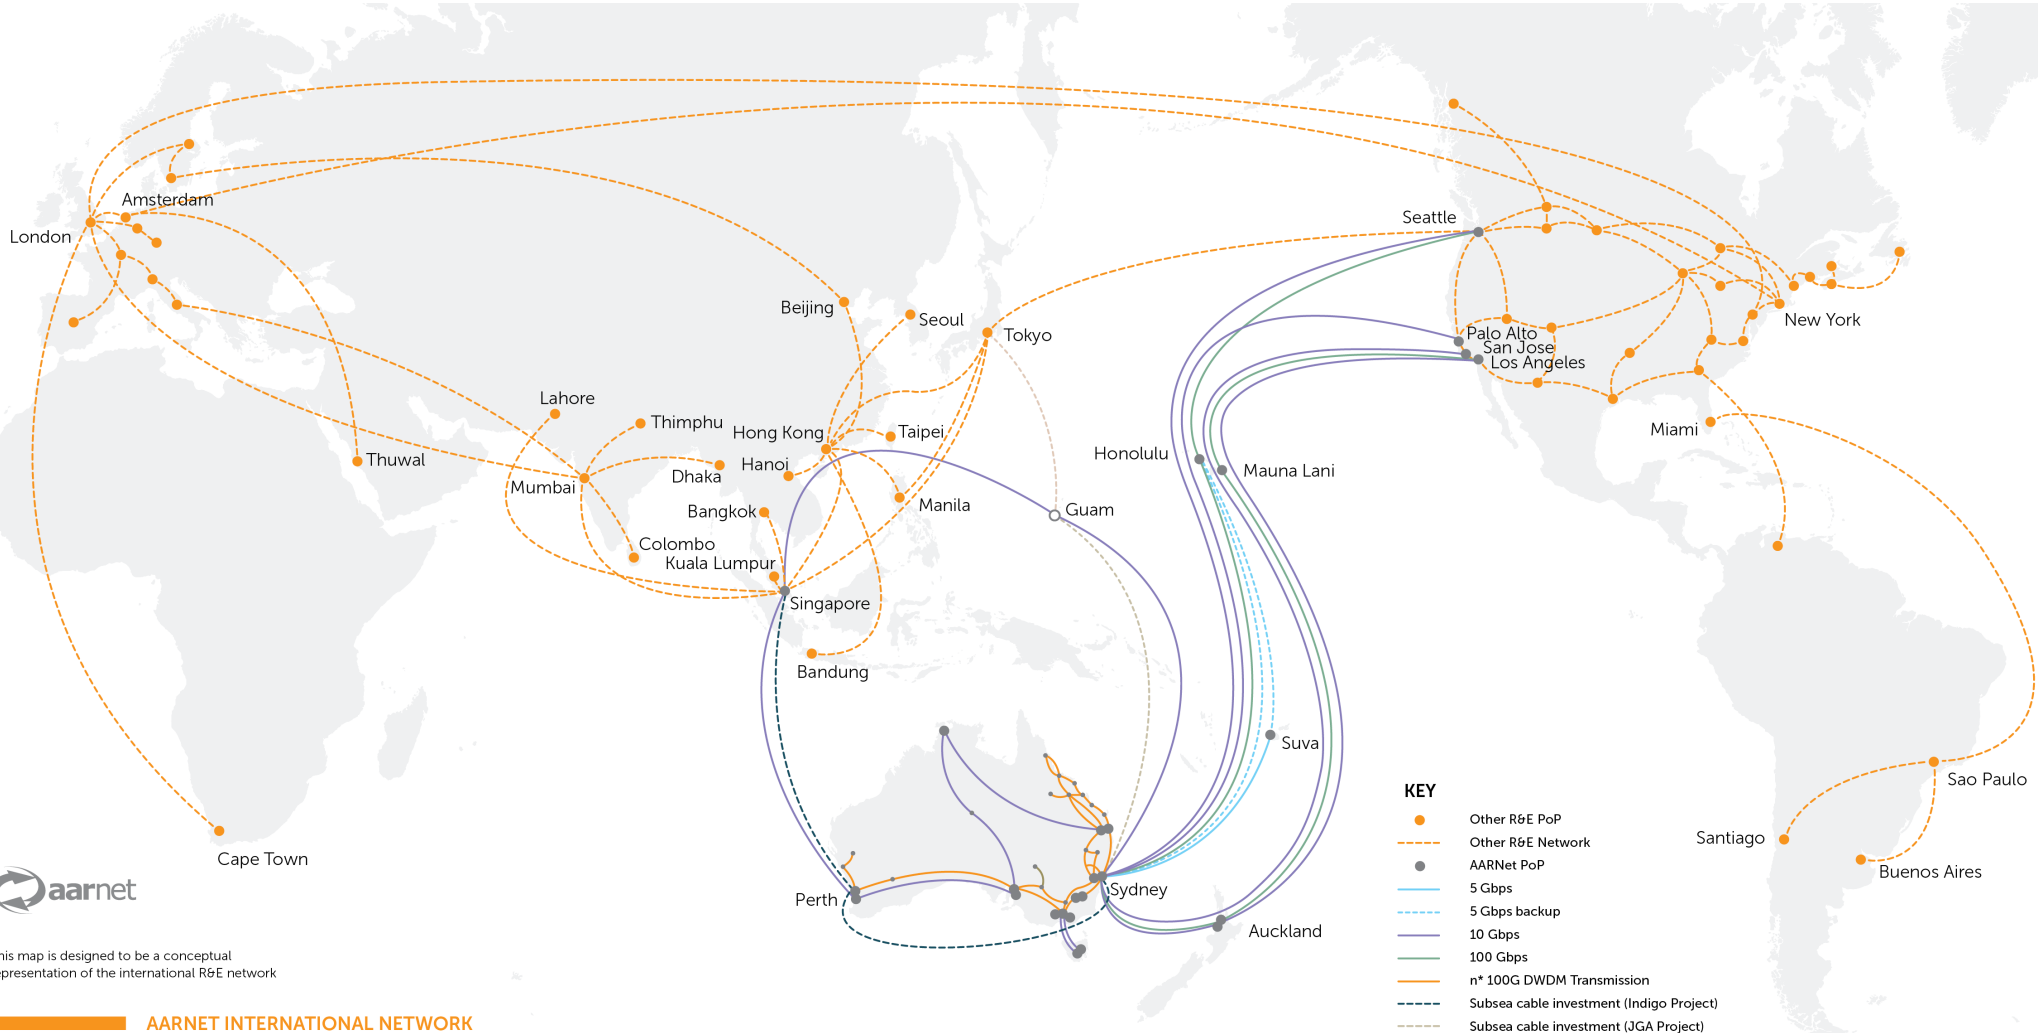 Amsterdam
London
Seattle
Beijing
Seoul
Tokyo
New York
Palo Alto
San Jose
Los Angeles
Lahore
Thimphu
Hong Kong
Taipei
Miami
Thuwal
Hanoi
Dhaka
Honolulu
Mauna Lani
Mumbai
Bangkok
Manila
Guam
Colombo
Kuala Lumpur
Singapore
Bandung
Suva
Sao Paulo
Santiago
Cape Town
Buenos Aires
Perth
Sydney
Auckland
KEY
Other R&E PoP
Other R&E Network
AARNet PoP
5 Gbps
5 Gbps backup
10 Gbps
100 Gbps
n* 100G DWDM Transmission
Subsea cable investment (Indigo Project)
Subsea cable investment (JGA Project)
aarnet
his map is designed to be a conceptual
epresentation of the international R&E network
AARNET INTERNATIONAL NETWORK